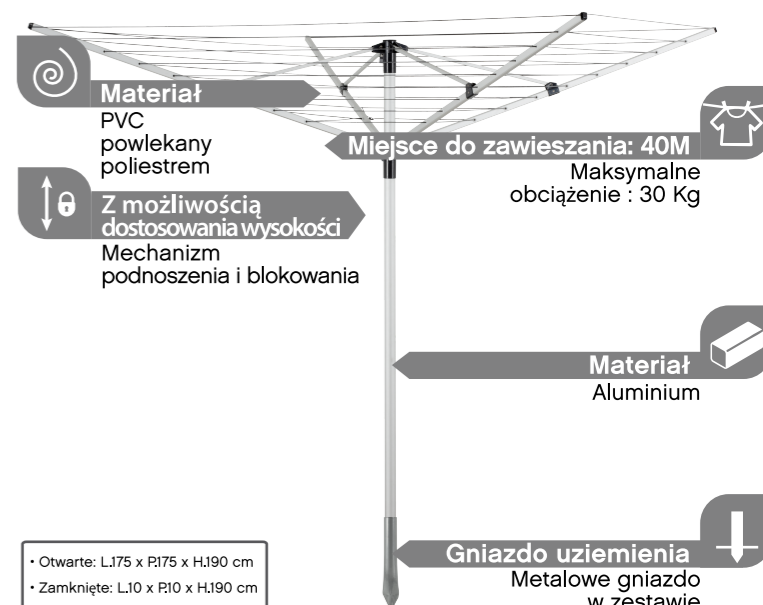 Materiał
PVC
powlekany
poliestrem
Miejsce do zawieszania: 40M
Maksymalne
obciążenie : 30 Kg
Z możliwością
dostosowania wysokości
Mechanizm
podnoszenia i blokowania
Materiał
Aluminium
Gniazdo uziemienia
Metalowe gniazdo
w zestawie
• Otwarte: L.175 x P.175 x H.190 cm
• Zamknięte: L.10 x P.10 x H.190 cm